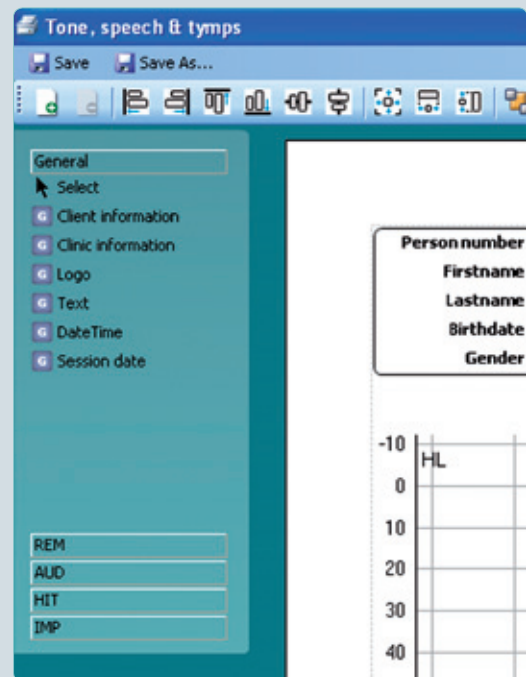 Tone, speech & tymps
Save Save As...
General
Select
G Client information
G Clinic information
G Logo
G Text
G DateTime
G Session date
REM
AUD
HIT
IMP
Person number
Firstname
Lastname
Birthdate
Gender
-10
HL
0
10
20
30
40